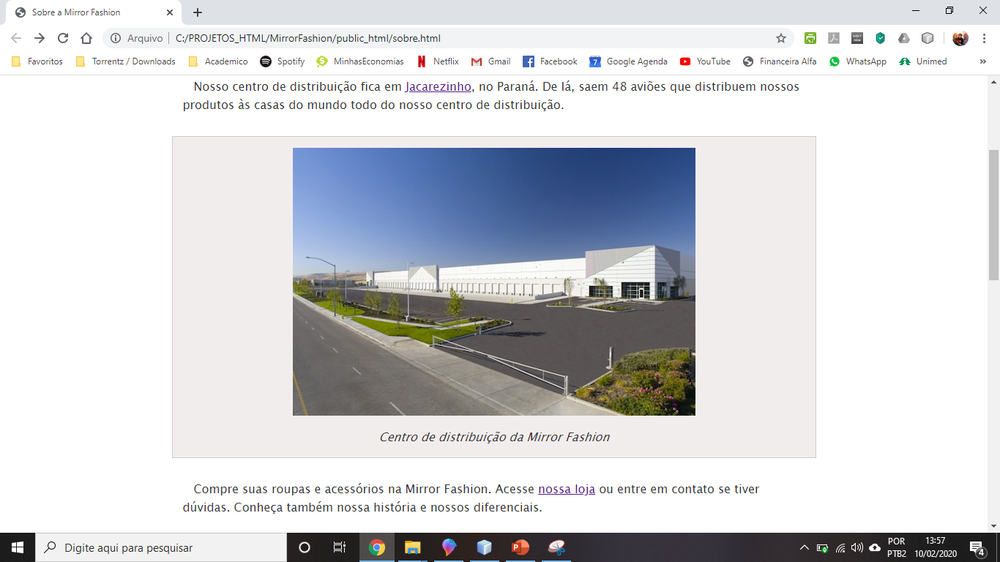 Sobre a Mirror Fashion
Arquivo
C:/PROJETOS_HTML/MirrorFashion/public_html/sobre.html
Favoritos
Torrentz / Downloads
Academico
Spotify
MinhasEconomias
Netflix
Gmail
Facebook
7
Google Agenda
YouTube
Financeira Alfa
WhatsApp
Unimed
»
Nosso centro de distribuição fica em Jacarezinho, no Paraná. De lá, saem 48 aviões que distribuem nossos
produtos às casas do mundo todo do nosso centro de distribuição.
Centro de distribuição da Mirror Fashion
Compre suas roupas e acessórios na Mirror Fashion. Acesse nossa loja ou entre em contato se tiver
dúvidas. Conheça também nossa história e nossos diferenciais.
Digite aqui para pesquisar
POR
PTB2
13:57
10/02/2020
4